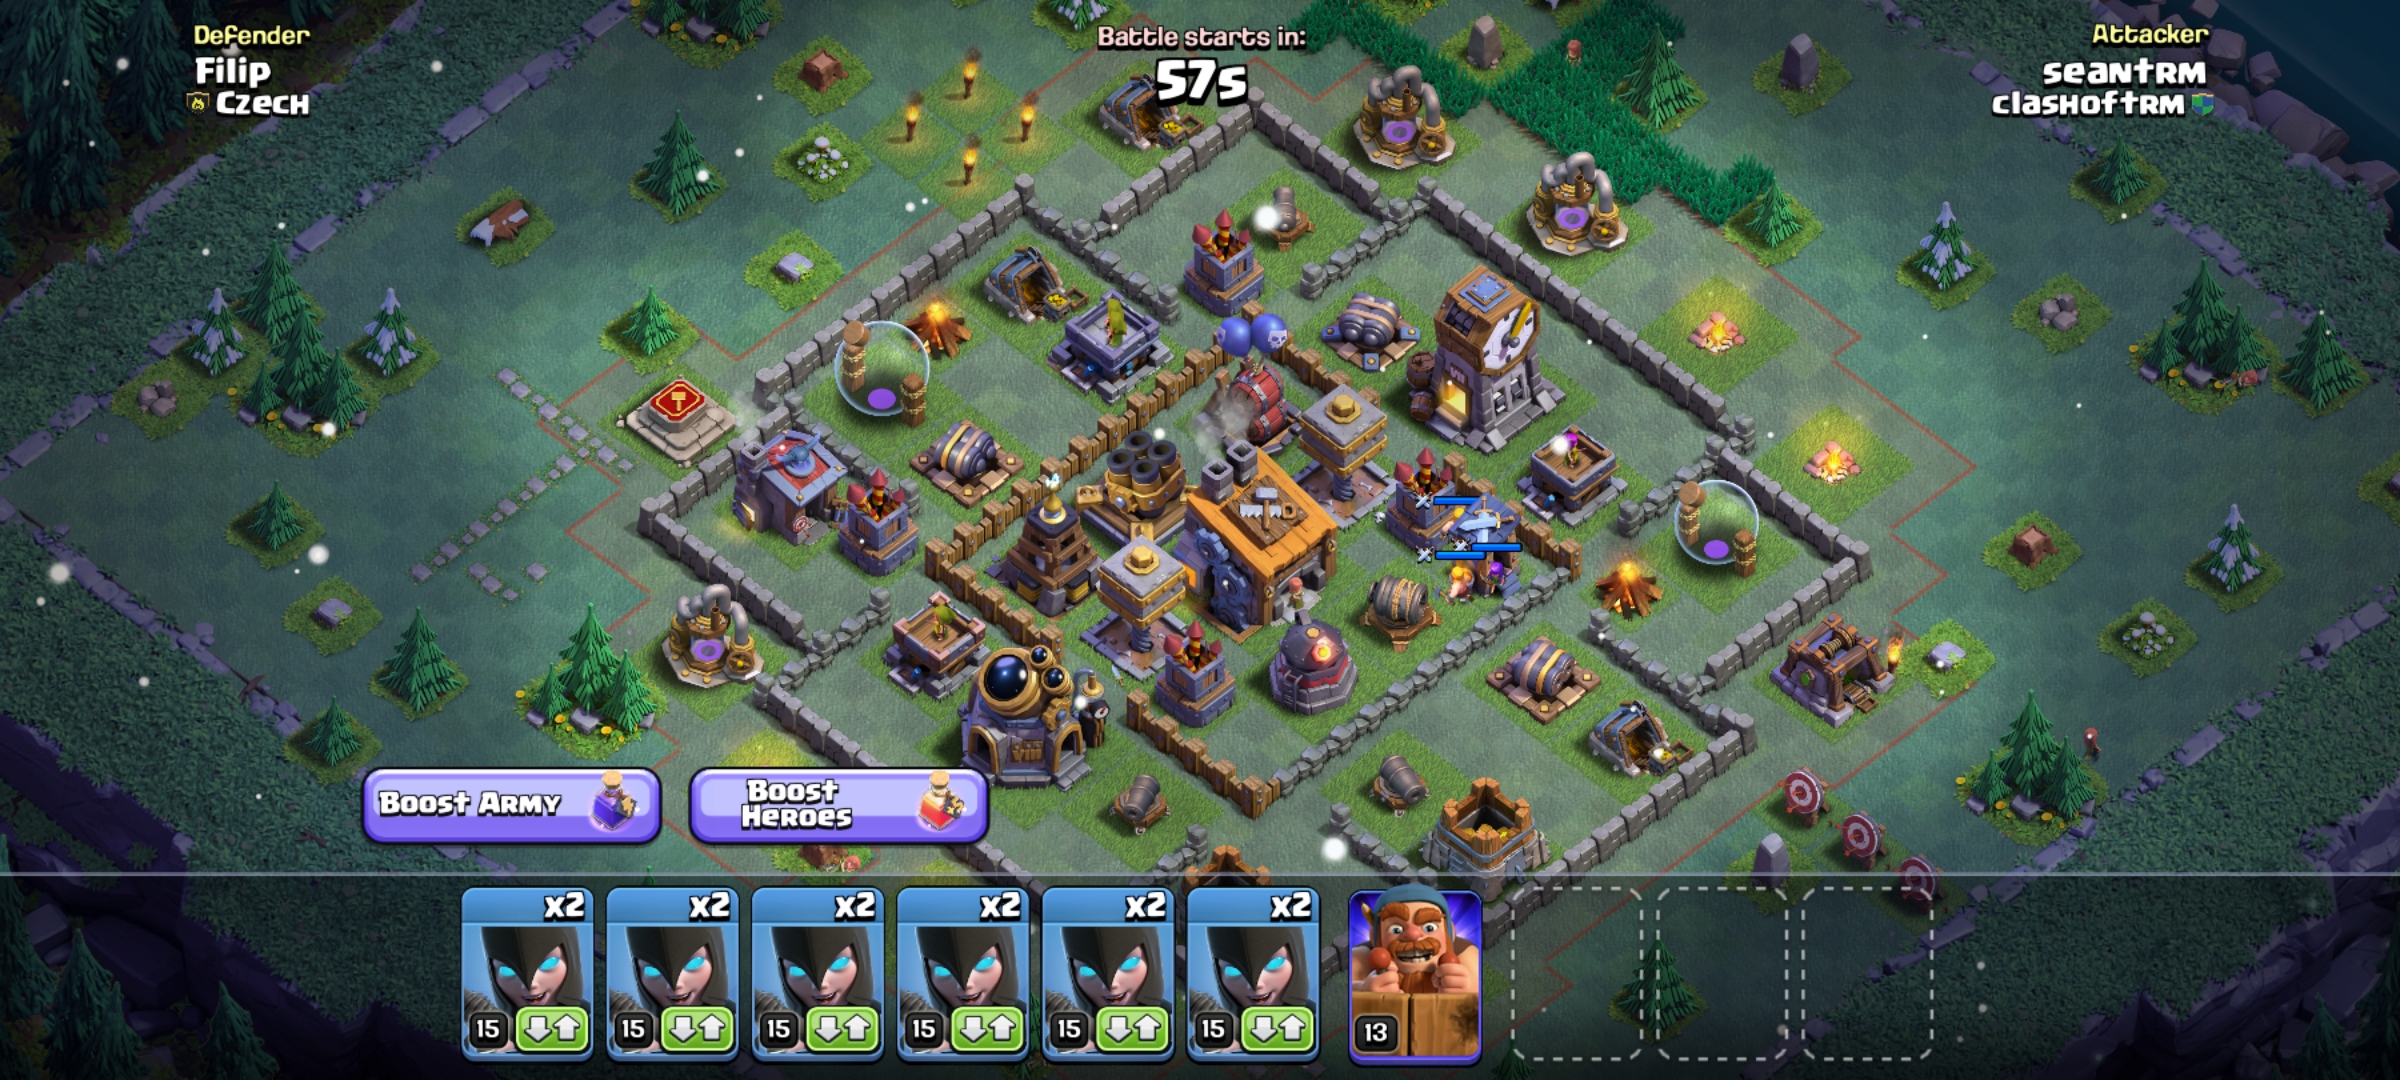 Defender
Filip
Czech
Battle starts in:
57s
Attacker
seantRM
clashoftRM
Boost Army
Boost
Heroes
x2
x2
x2
x2
x2
x2
15
15
15
15
15
15
13